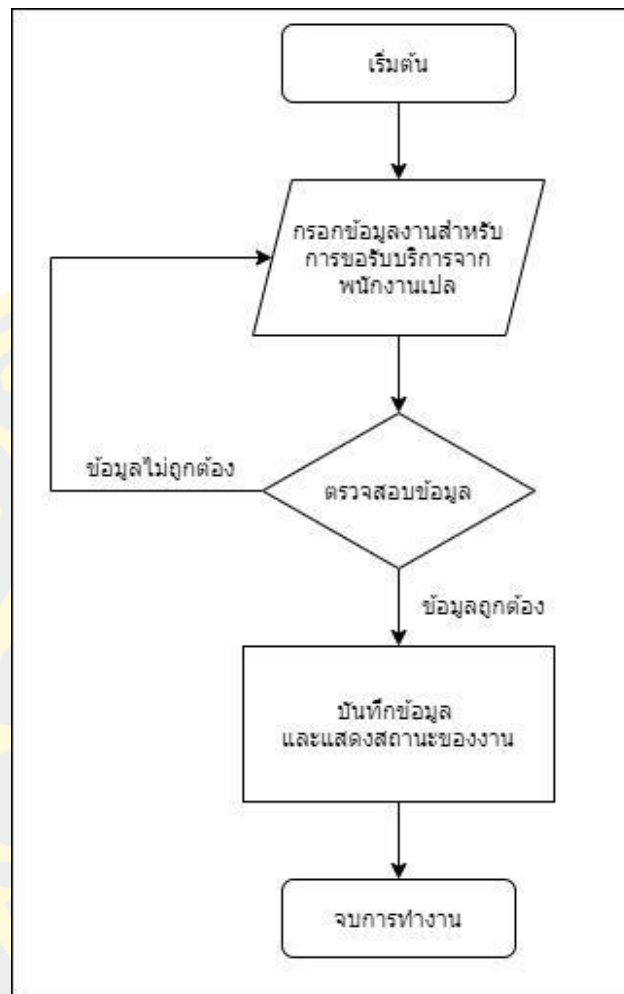 เริ่มต้น
กรอกข้อมูลงานสำหรับ
การขอรับบริการจาก
พนักงานเปล
ข้อมูลไม่ถูกต้อง
ตรวจสอบข้อมูล
ข้อมูลถูกต้อง
บันทึกข้อมูล
และแสดงสถานะของงาน
จบการทำงาน